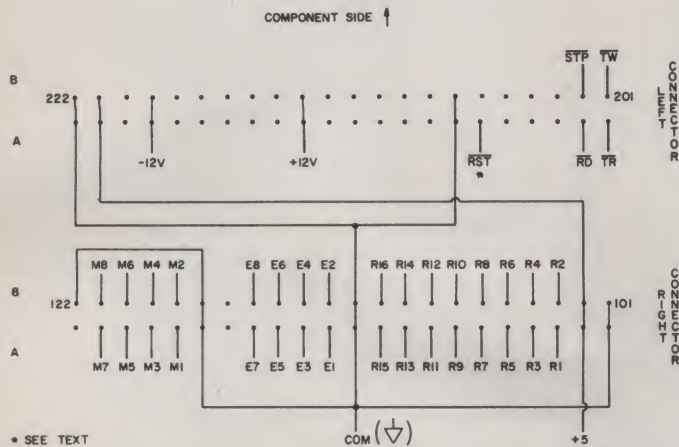 COMPONENT SIDE
STP TW
B
222 201
A
-12V +12V RST RD TR
*
LEFT CONNECTOR
M8 M6 M4 M2 E8 E6 E4 E2 R16 R14 R12 R10 R8 R6 R4 R2
B
122 101
A
M7 M5 M3 M1 E7 E5 E3 E1 R15 R13 R11 R9 R7 R5 R3 R1
RIGHT CONNECTOR
* SEE TEXT COM +5